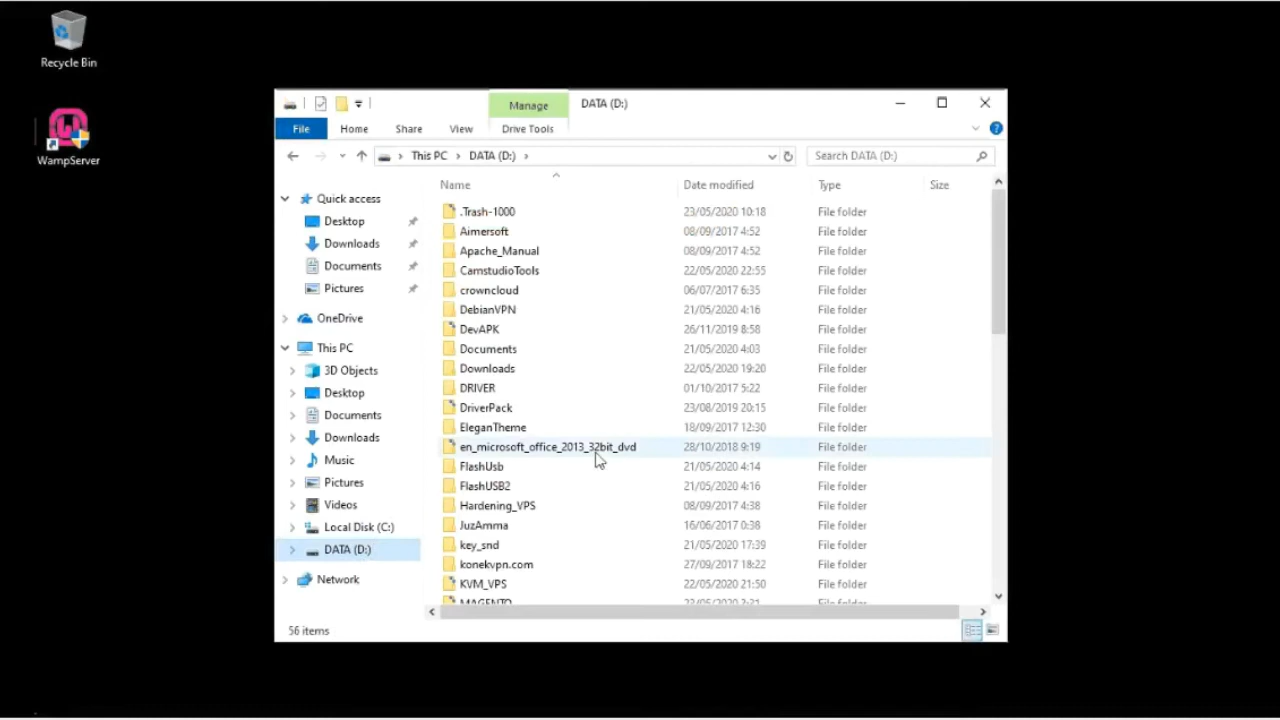 Recycle Bin
WampServer
Manage
DATA (D:)
File
Home
Share
View
Drive Tools
This PC
DATA (D:)
Search DATA (D:)
Name
Date modified
Type
Size
Quick access
Desktop
Downloads
Documents
Pictures
OneDrive
This PC
3D Objects
Desktop
Documents
Downloads
Music
Pictures
Videos
Local Disk (C:)
DATA (D:)
Network
.Trash-1000 23/05/2020 10:18 File folder
Aimersoft 08/09/2017 4:52 File folder
Apache_Manual 08/09/2017 4:52 File folder
CamstudioTools 22/05/2020 22:55 File folder
crowncloud 06/07/2017 6:35 File folder
DebianVPN 21/05/2020 4:16 File folder
DevAPK 26/11/2019 8:58 File folder
Documents 21/05/2020 4:03 File folder
Downloads 22/05/2020 19:20 File folder
DRIVER 01/10/2017 5:22 File folder
DriverPack 23/08/2019 20:15 File folder
EleganTheme 18/09/2017 12:30 File folder
en_microsoft_office_2013_32bit_dvd 28/10/2018 9:19 File folder
FlashUsb 21/05/2020 4:14 File folder
FlashUSB2 21/05/2020 4:16 File folder
Hardening_VPS 08/09/2017 4:38 File folder
JuzAmma 16/06/2017 0:38 File folder
key_snd 21/05/2020 17:39 File folder
konekvpn.com 27/09/2017 18:22 File folder
KVM_VPS 22/05/2020 21:50 File folder
MAGENTO File folder
56 items